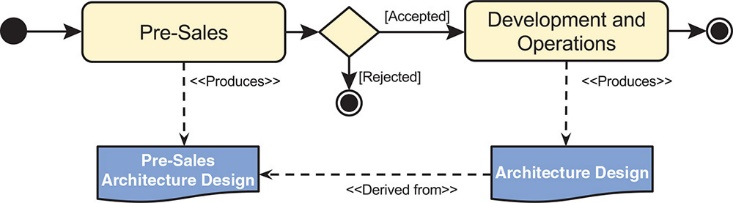 Pre-Sales
[Accepted]
Development and
Operations
[Rejected]
<<Produces>>
<<Produces>>
Pre-Sales
Architecture Design
Architecture Design
<<Derived from>>